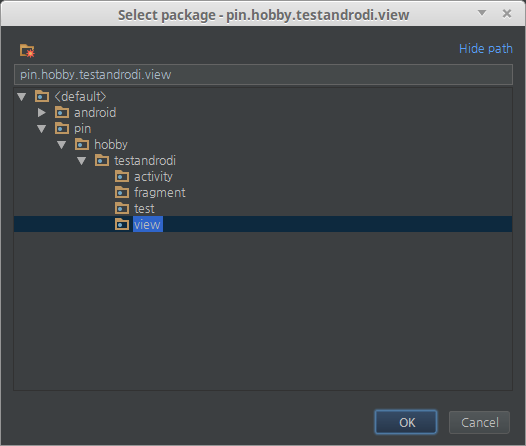 Select package - pin.hobby.testandrodi.view
Hide path
pin.hobby.testandrodi.view
<default>
android
pin
hobby
testandrodi
activity
fragment
test
view
OK
Cancel